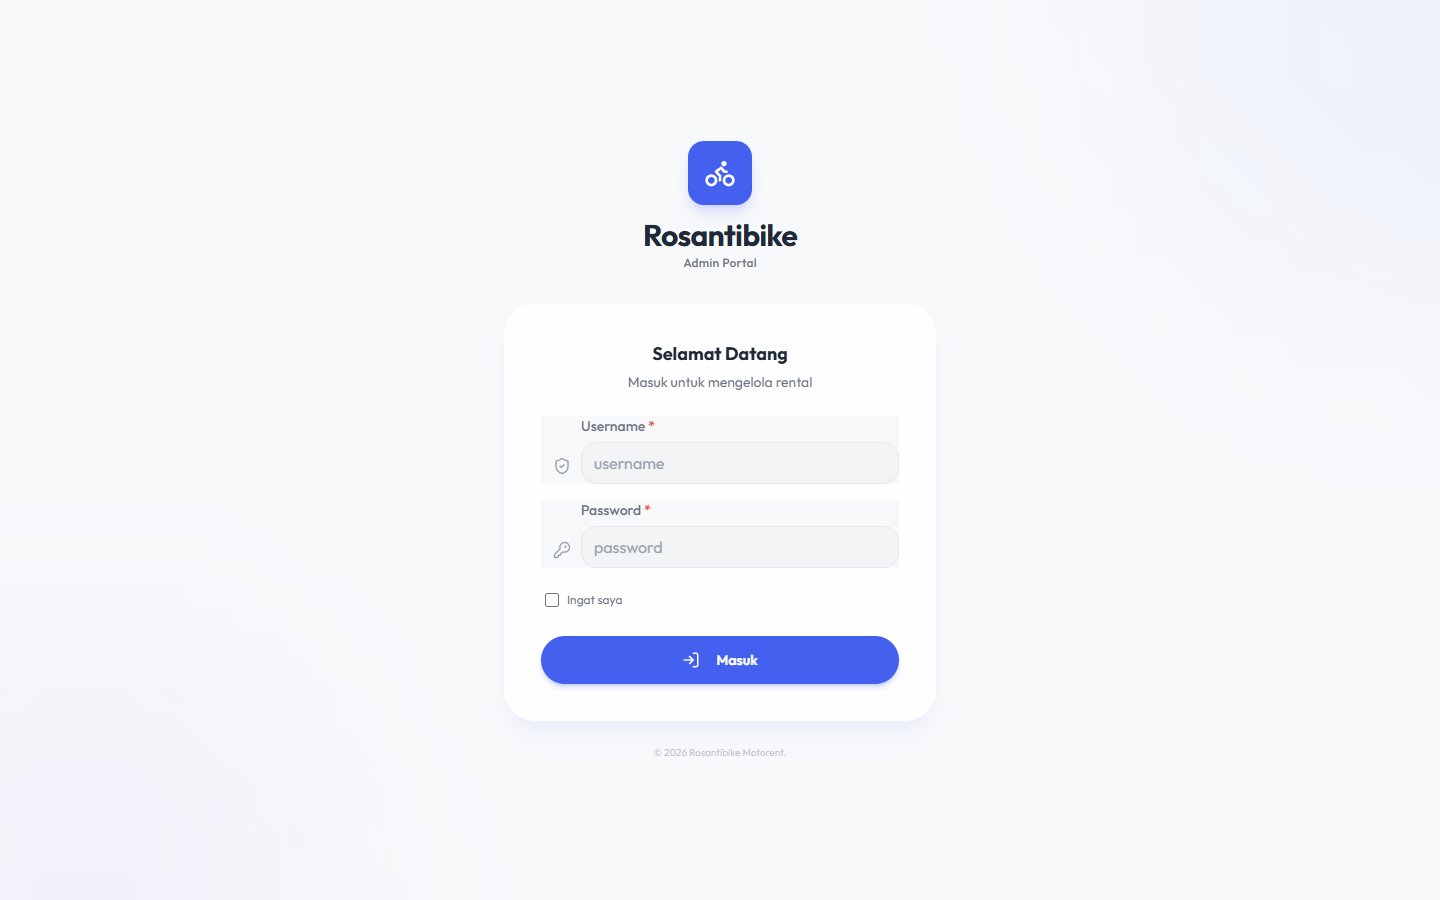 Rosantibike
Admin Portal
Selamat Datang
Masuk untuk mengelola rental
Username *
username
Password *
password
Ingat saya
Masuk
© 2026 Rosantibike Motorent.